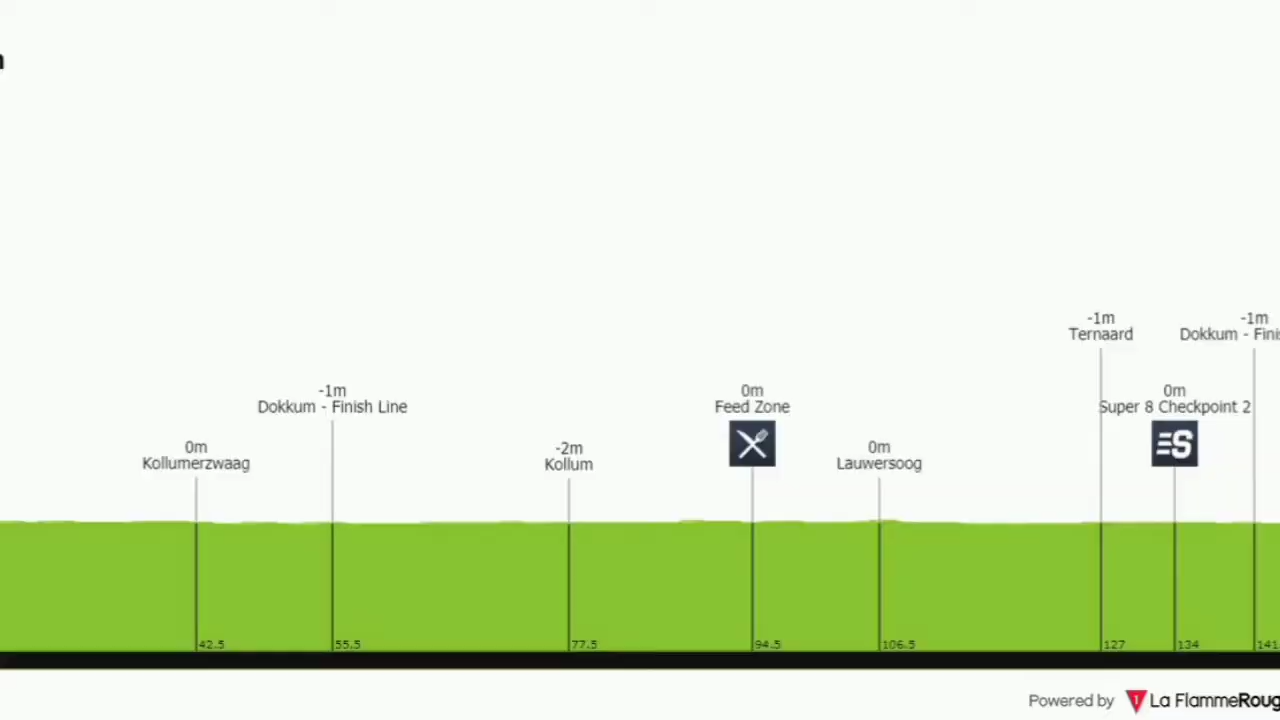 -1m
Ternaard
-1m
Dokkum - Finis
-1m
Dokkum - Finish Line
0m
Feed Zone
0m
Super 8 Checkpoint 2
0m
Kollumerzwaag
-2m
Kollum
0m
Lauwersoog
42.5
55.5
77.5
94.5
106.5
127
134
141
Powered by La FlammeRoug